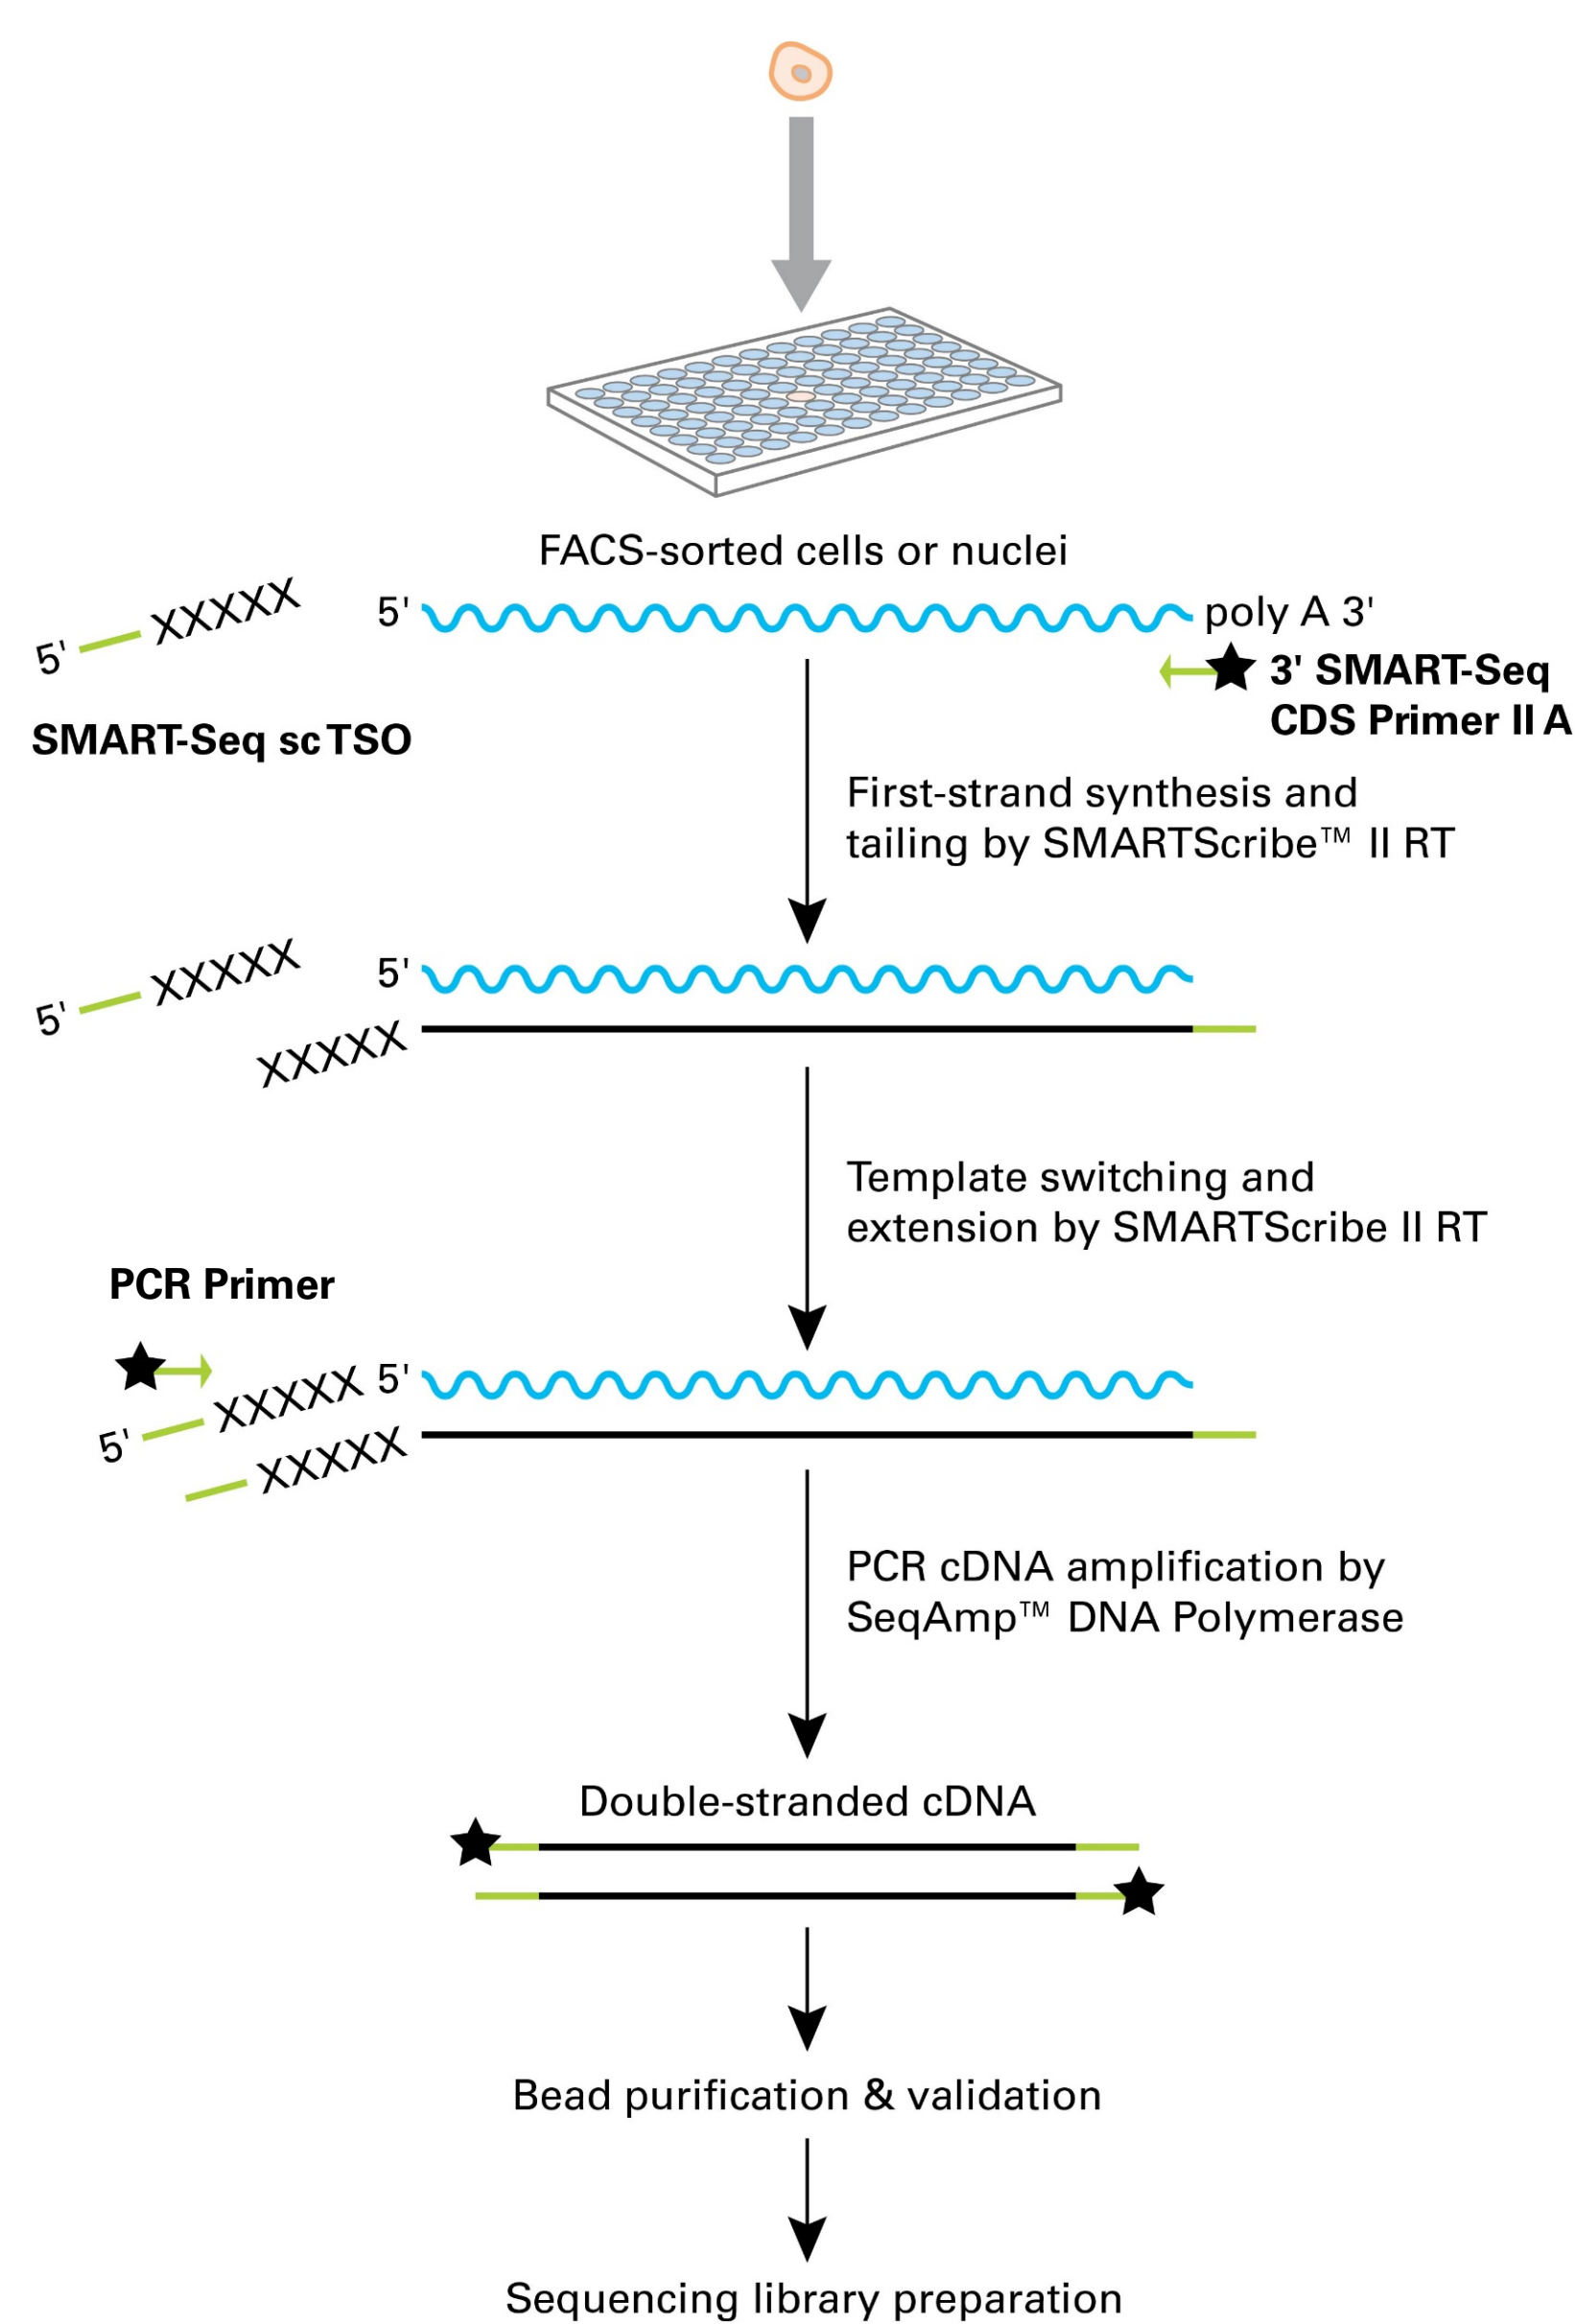 FACS-sorted cells or nuclei
5' XXXXX 5' poly A 3'
SMART-Seq sc TSO
3' SMART-Seq
CDS Primer II A
First-strand synthesis and
tailing by SMARTScribe™ II RT
5' XXXXX 5'
XXXXX
Template switching and
extension by SMARTScribe II RT
PCR Primer
5' XXXXX 5'
XXXXX
PCR cDNA amplification by
SeqAmp™ DNA Polymerase
Double-stranded cDNA
Bead purification & validation
Sequencing library preparation